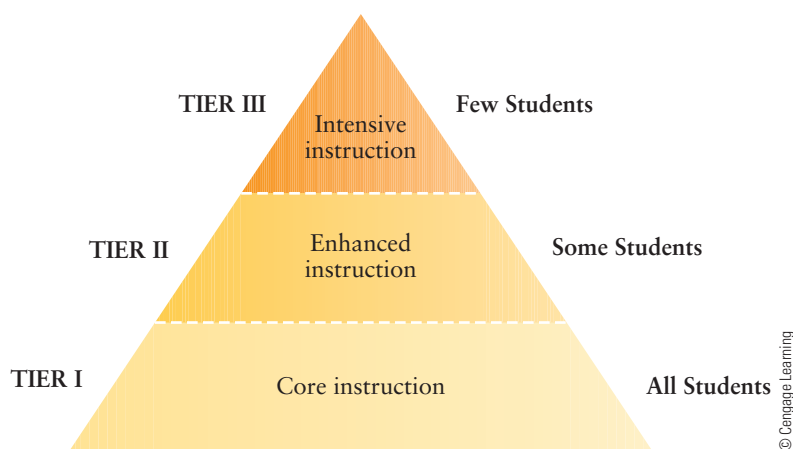 TIER III
Intensive
instruction
Few Students
TIER II
Enhanced
instruction
Some Students
TIER I
Core instruction
All Students
© Cengage Learning